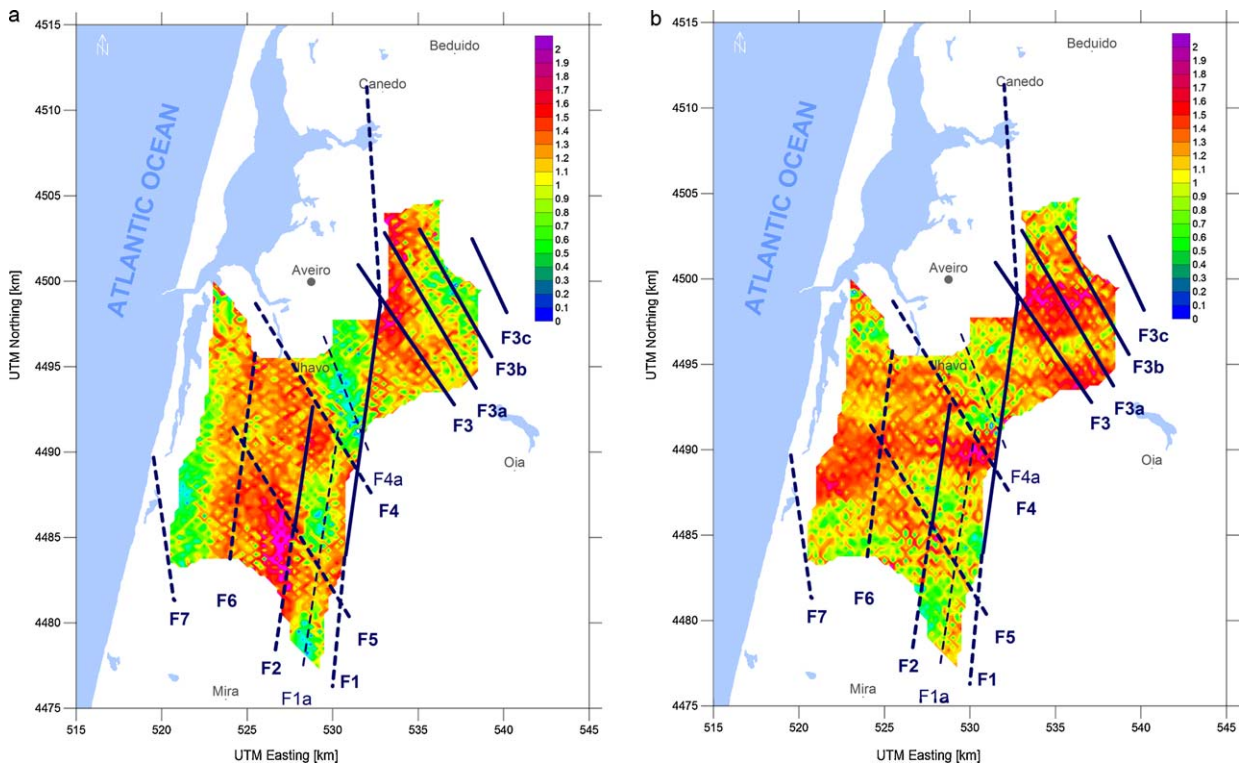 a
4515
4510
4505
4500
4495
4490
4485
4480
4475
UTM Northing [km]
515
520
525
530
535
540
545
UTM Easting [km]
N
ATLANTIC OCEAN
Beduido
Canedo
Aveiro
Ilhavo
Oia
Mira
F3c
F3b
F3a
F3
F4a
F4
F5
F1
F1a
F2
F6
F7
2
1.9
1.8
1.7
1.6
1.5
1.4
1.3
1.2
1.1
1
0.9
0.8
0.7
0.6
0.5
0.4
0.3
0.2
0.1
0
b
4515
4510
4505
4500
4495
4490
4485
4480
4475
UTM Northing [km]
515
520
525
530
535
540
545
UTM Easting [km]
N
ATLANTIC OCEAN
Beduido
Canedo
Aveiro
Ilhavo
Oia
Mira
F3c
F3b
F3a
F3
F4a
F4
F5
F1
F1a
F2
F6
F7
2
1.9
1.8
1.7
1.6
1.5
1.4
1.3
1.2
1.1
1
0.9
0.8
0.7
0.6
0.5
0.4
0.3
0.2
0.1
0